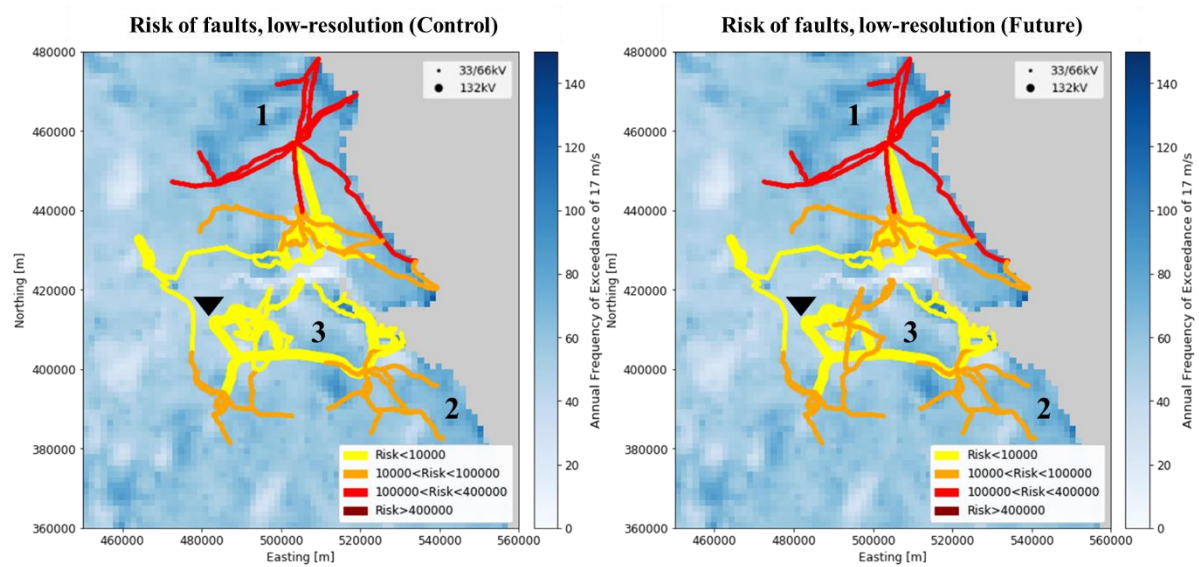 Risk of faults, low-resolution (Control)
480000
460000
440000
420000
400000
380000
360000
Northing [m]
460000 480000 500000 520000 540000 560000
Easting [m]
33/66kV
132kV
1
2
3
Risk<10000
10000<Risk<100000
100000<Risk<400000
Risk>400000
140
120
100
80
60
40
20
0
Annual Frequency of Exceedance of 17 m/s
Risk of faults, low-resolution (Future)
480000
460000
440000
420000
400000
380000
360000
Northing [m]
460000 480000 500000 520000 540000 560000
Easting [m]
33/66kV
132kV
1
2
3
Risk<10000
10000<Risk<100000
100000<Risk<400000
Risk>400000
140
120
100
80
60
40
20
0
Annual Frequency of Exceedance of 17 m/s